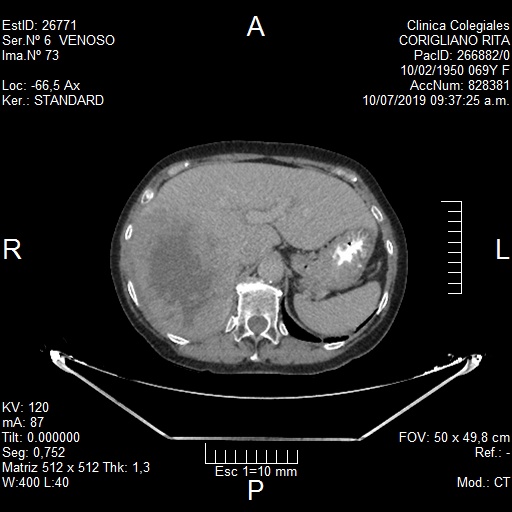 EstID: 26771
Ser.Nº 6 VENOSO
Ima.Nº 73
Loc: -66,5 Ax
Ker.: STANDARD
A
Clinica Colegiales
CORIGLIANO RITA
PacID: 266882/0
10/02/1950 069Y F
AccNum: 828381
10/07/2019 09:37:25 a.m.
R
L
KV: 120
mA: 87
Tilt: 0.000000
Seg: 0,752
Matriz 512 x 512 Thk: 1,3
W:400 L:40
Esc 1=10 mm
P
FOV: 50 x 49,8 cm
Ref.: -
Mod.: CT